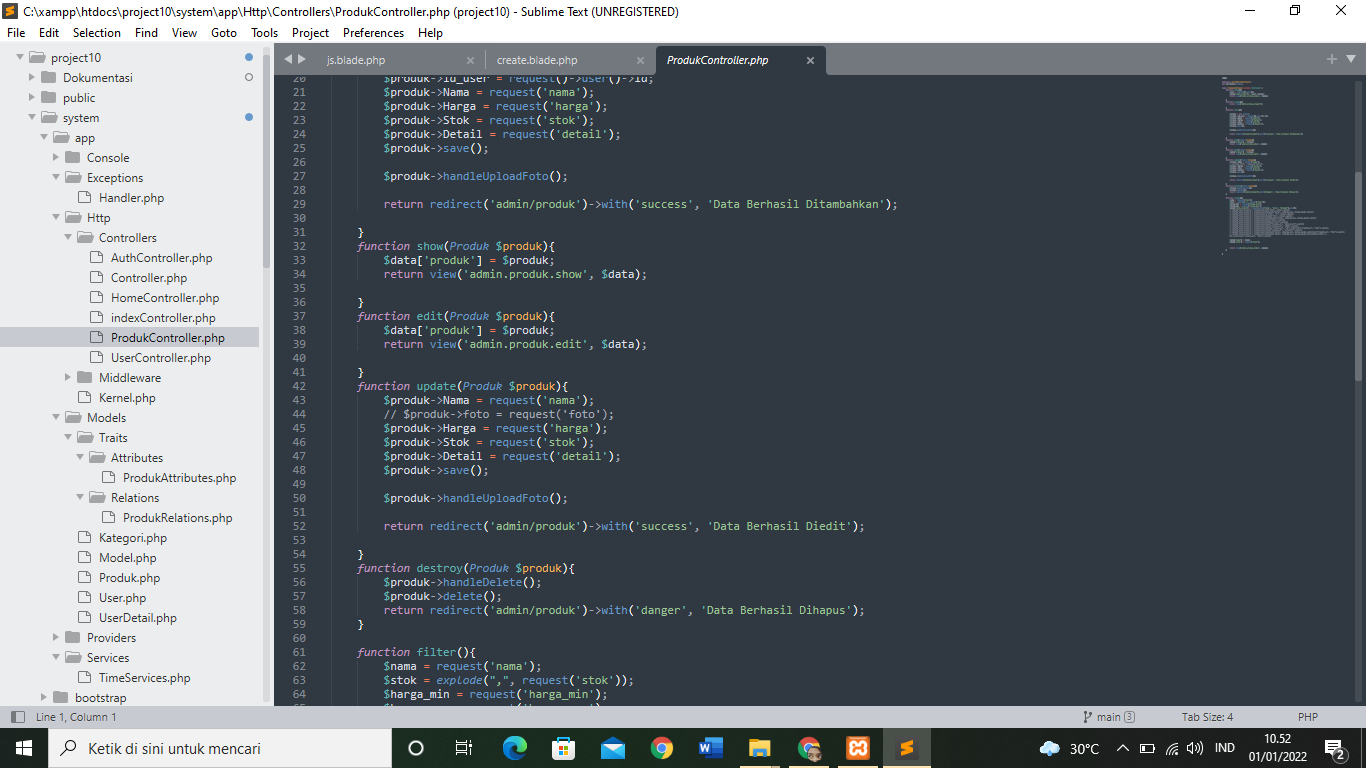 C:\xampp\htdocs\project10\system\app\Http\Controllers\ProdukController.php (project10) - Sublime Text (UNREGISTERED)
File Edit Selection Find View Goto Tools Project Preferences Help
project10
Dokumentasi
public
system
app
Console
Exceptions
Handler.php
Http
Controllers
AuthController.php
Controller.php
HomeController.php
indexController.php
ProdukController.php
UserController.php
Middleware
Kernel.php
Models
Traits
Attributes
ProdukAttributes.php
Relations
ProdukRelations.php
Kategori.php
Model.php
Produk.php
User.php
UserDetail.php
Providers
Services
TimeServices.php
bootstrap
js.blade.php create.blade.php ProdukController.php
20 $produk->id_user = request()->user()->id;
21 $produk->Nama = request('nama');
22 $produk->Harga = request('harga');
23 $produk->Stok = request('stok');
24 $produk->Detail = request('detail');
25 $produk->save();
26
27 $produk->handleUploadFoto();
28
29 return redirect('admin/produk')->with('success', 'Data Berhasil Ditambahkan');
30
31 }
32 function show(Produk $produk){
33 $data['produk'] = $produk;
34 return view('admin.produk.show', $data);
35
36 }
37 function edit(Produk $produk){
38 $data['produk'] = $produk;
39 return view('admin.produk.edit', $data);
40
41 }
42 function update(Produk $produk){
43 $produk->Nama = request('nama');
44 // $produk->foto = request('foto');
45 $produk->Harga = request('harga');
46 $produk->Stok = request('stok');
47 $produk->Detail = request('detail');
48 $produk->save();
49
50 $produk->handleUploadFoto();
51
52 return redirect('admin/produk')->with('success', 'Data Berhasil Diedit');
53
54 }
55 function destroy(Produk $produk){
56 $produk->handleDelete();
57 $produk->delete();
58 return redirect('admin/produk')->with('danger', 'Data Berhasil Dihapus');
59 }
60
61 function filter(){
62 $nama = request('nama');
63 $stok = explode(",", request('stok'));
64 $harga_min = request('harga_min');
Line 1, Column 1 main 3 Tab Size: 4 PHP
Ketik di sini untuk mencari
30°C IND 10.52
01/01/2022 2